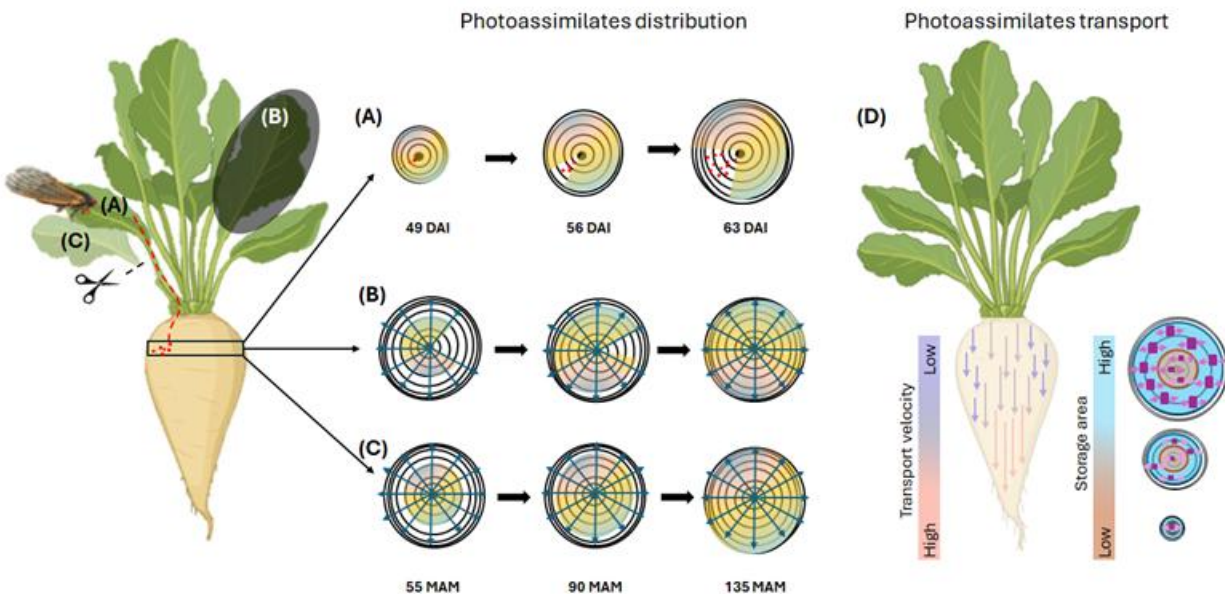 Photoassimilates distribution
Photoassimilates transport
(B)
(A)
(C)
(A)
49 DAI
56 DAI
63 DAI
(B)
(C)
55 MAM
90 MAM
135 MAM
(D)
Transport velocity
Low
High
Storage area
High
Low